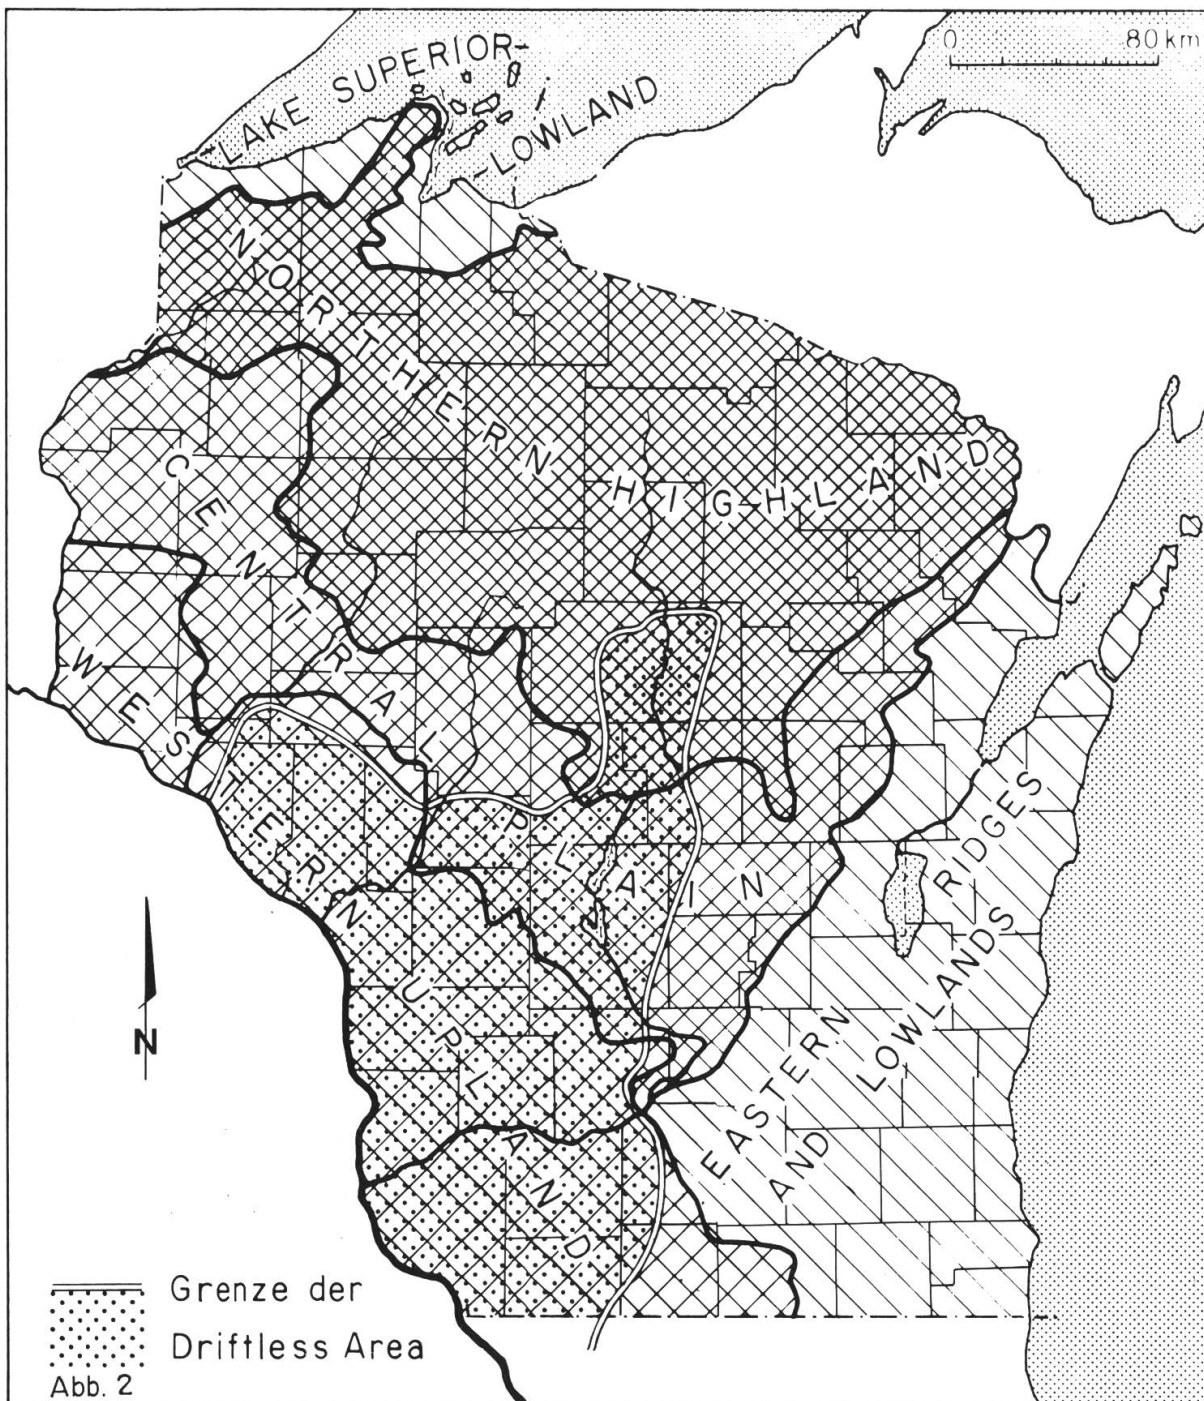 0 80 km
LAKE SUPERIOR-
-LOWLAND
NORTHERN HIGHLAND
CENTRAL PLAIN
WESTERN UPLAND
EASTERN RIDGES
AND LOWLANDS
N
Grenze der
Driftless Area
Abb. 2